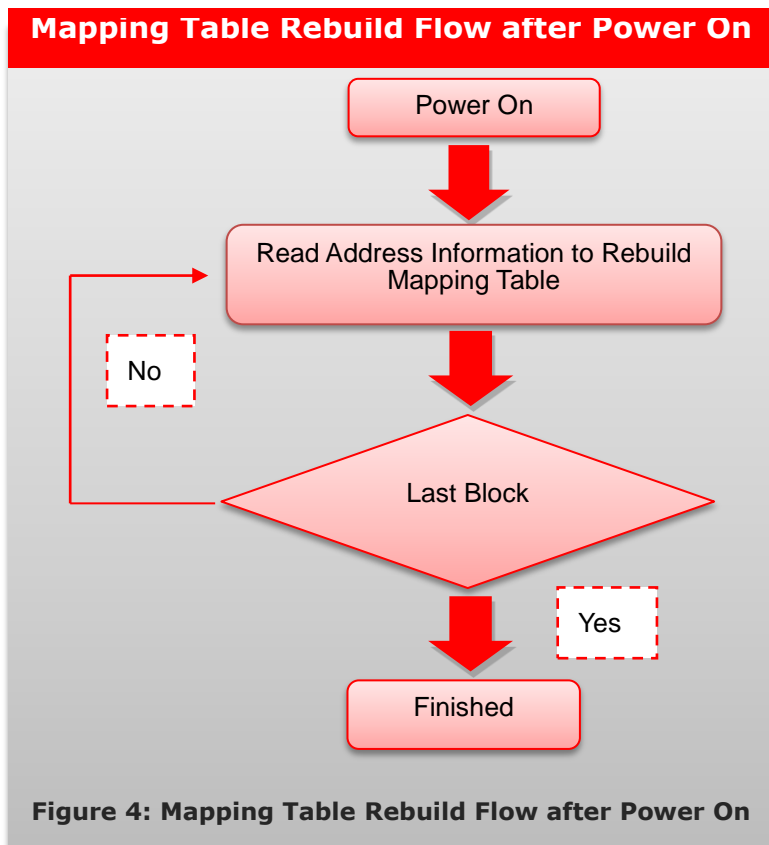 Mapping Table Rebuild Flow after Power On
Power On
Read Address Information to Rebuild
Mapping Table
No
Last Block
Yes
Finished
Figure 4: Mapping Table Rebuild Flow after Power On